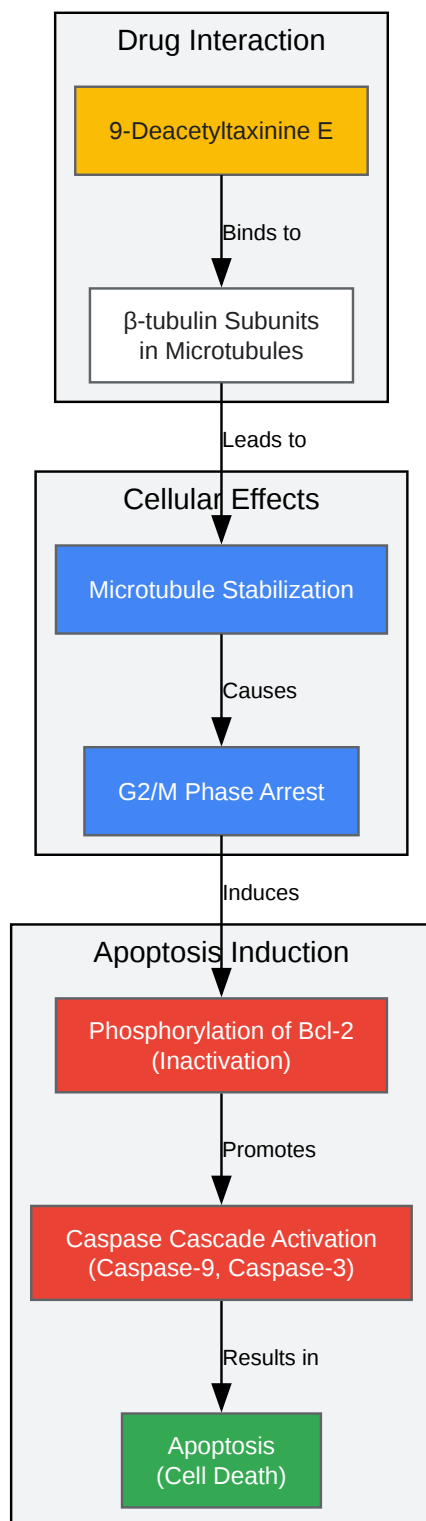 Drug Interaction
9-Deacetyltaxinine E
Binds to
β-tubulin Subunits
in Microtubules
Leads to
Cellular Effects
Microtubule Stabilization
Causes
G2/M Phase Arrest
Induces
Apoptosis Induction
Phosphorylation of Bcl-2
(Inactivation)
Promotes
Caspase Cascade Activation
(Caspase-9, Caspase-3)
Results in
Apoptosis
(Cell Death)